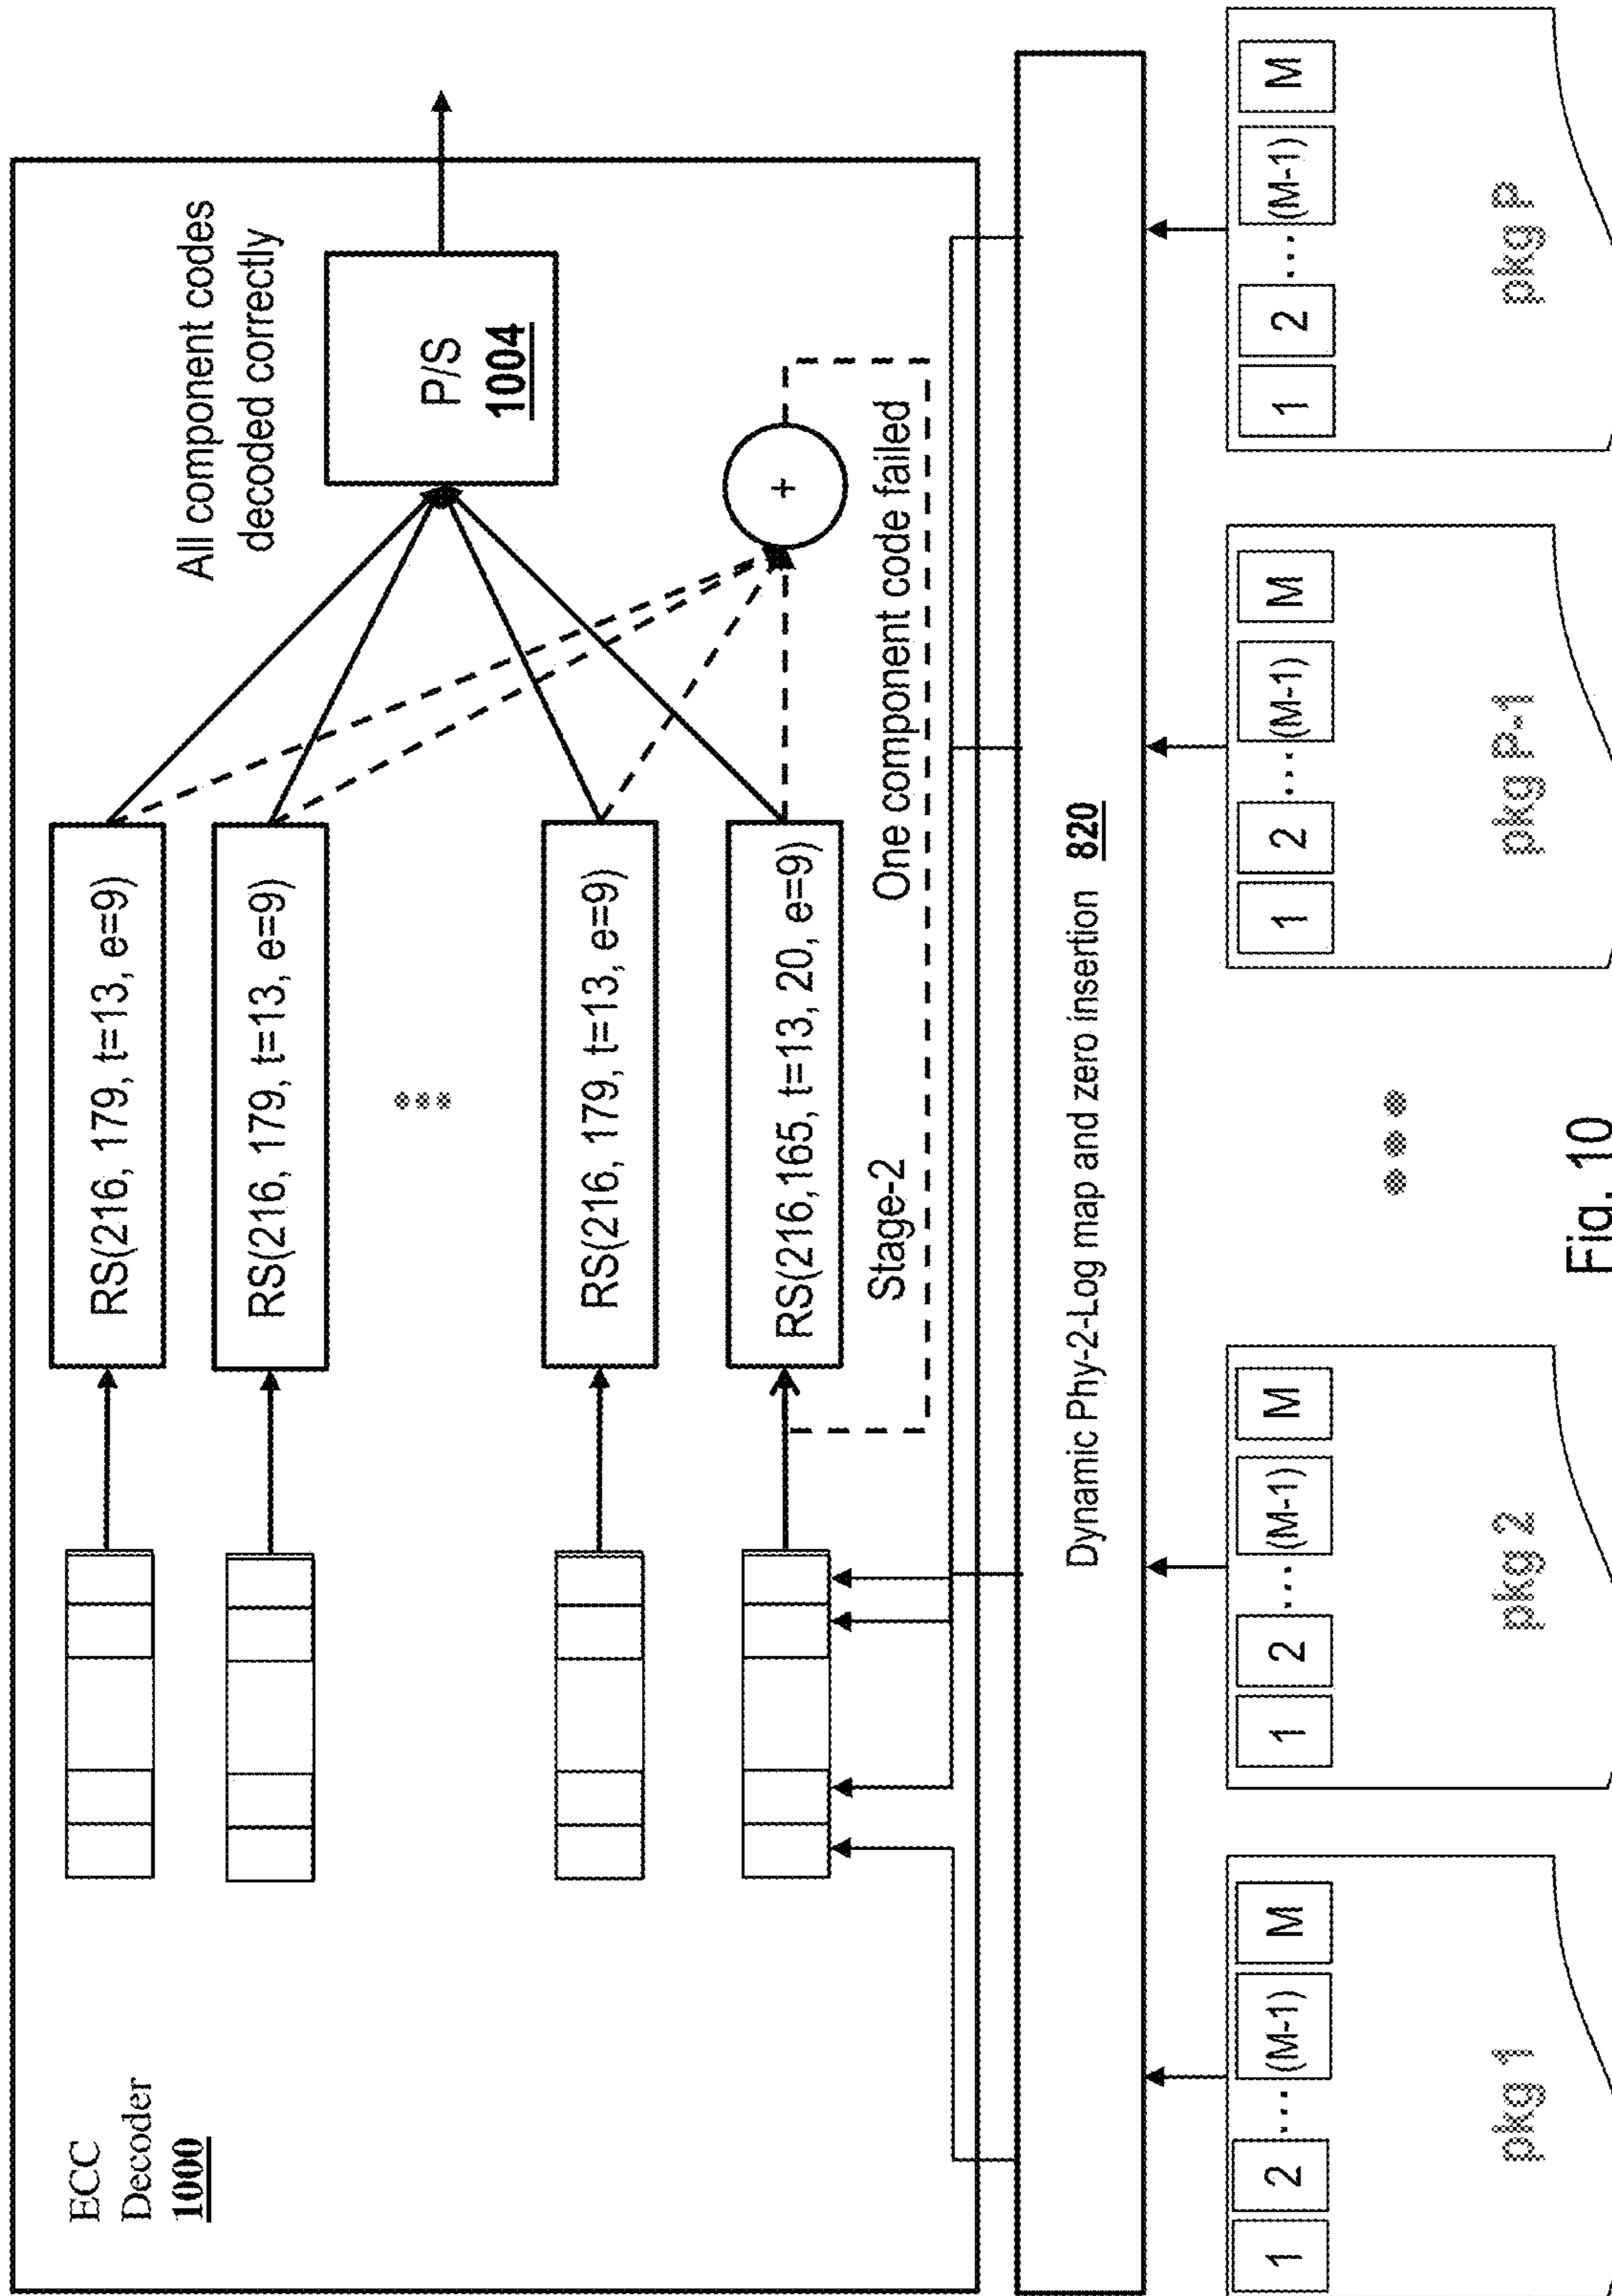 ECC
Decoder
1000
RS(216, 179, t=13, e=9)
RS(216, 179, t=13, e=9)
RS(216, 179, t=13, e=9)
RS(216,165, t=13, 20, e=9)
Stage-2
One component code failed
All component codes
decoded correctly
P/S
1004
+
Dynamic Phy-2-Log map and zero insertion 820
1 2 ... (M-1) M
pkg 1
1 2 ... (M-1) M
pkg 2
1 2 ... (M-1) M
pkg P-1
1 2 ... (M-1) M
pkg P
Fig. 10